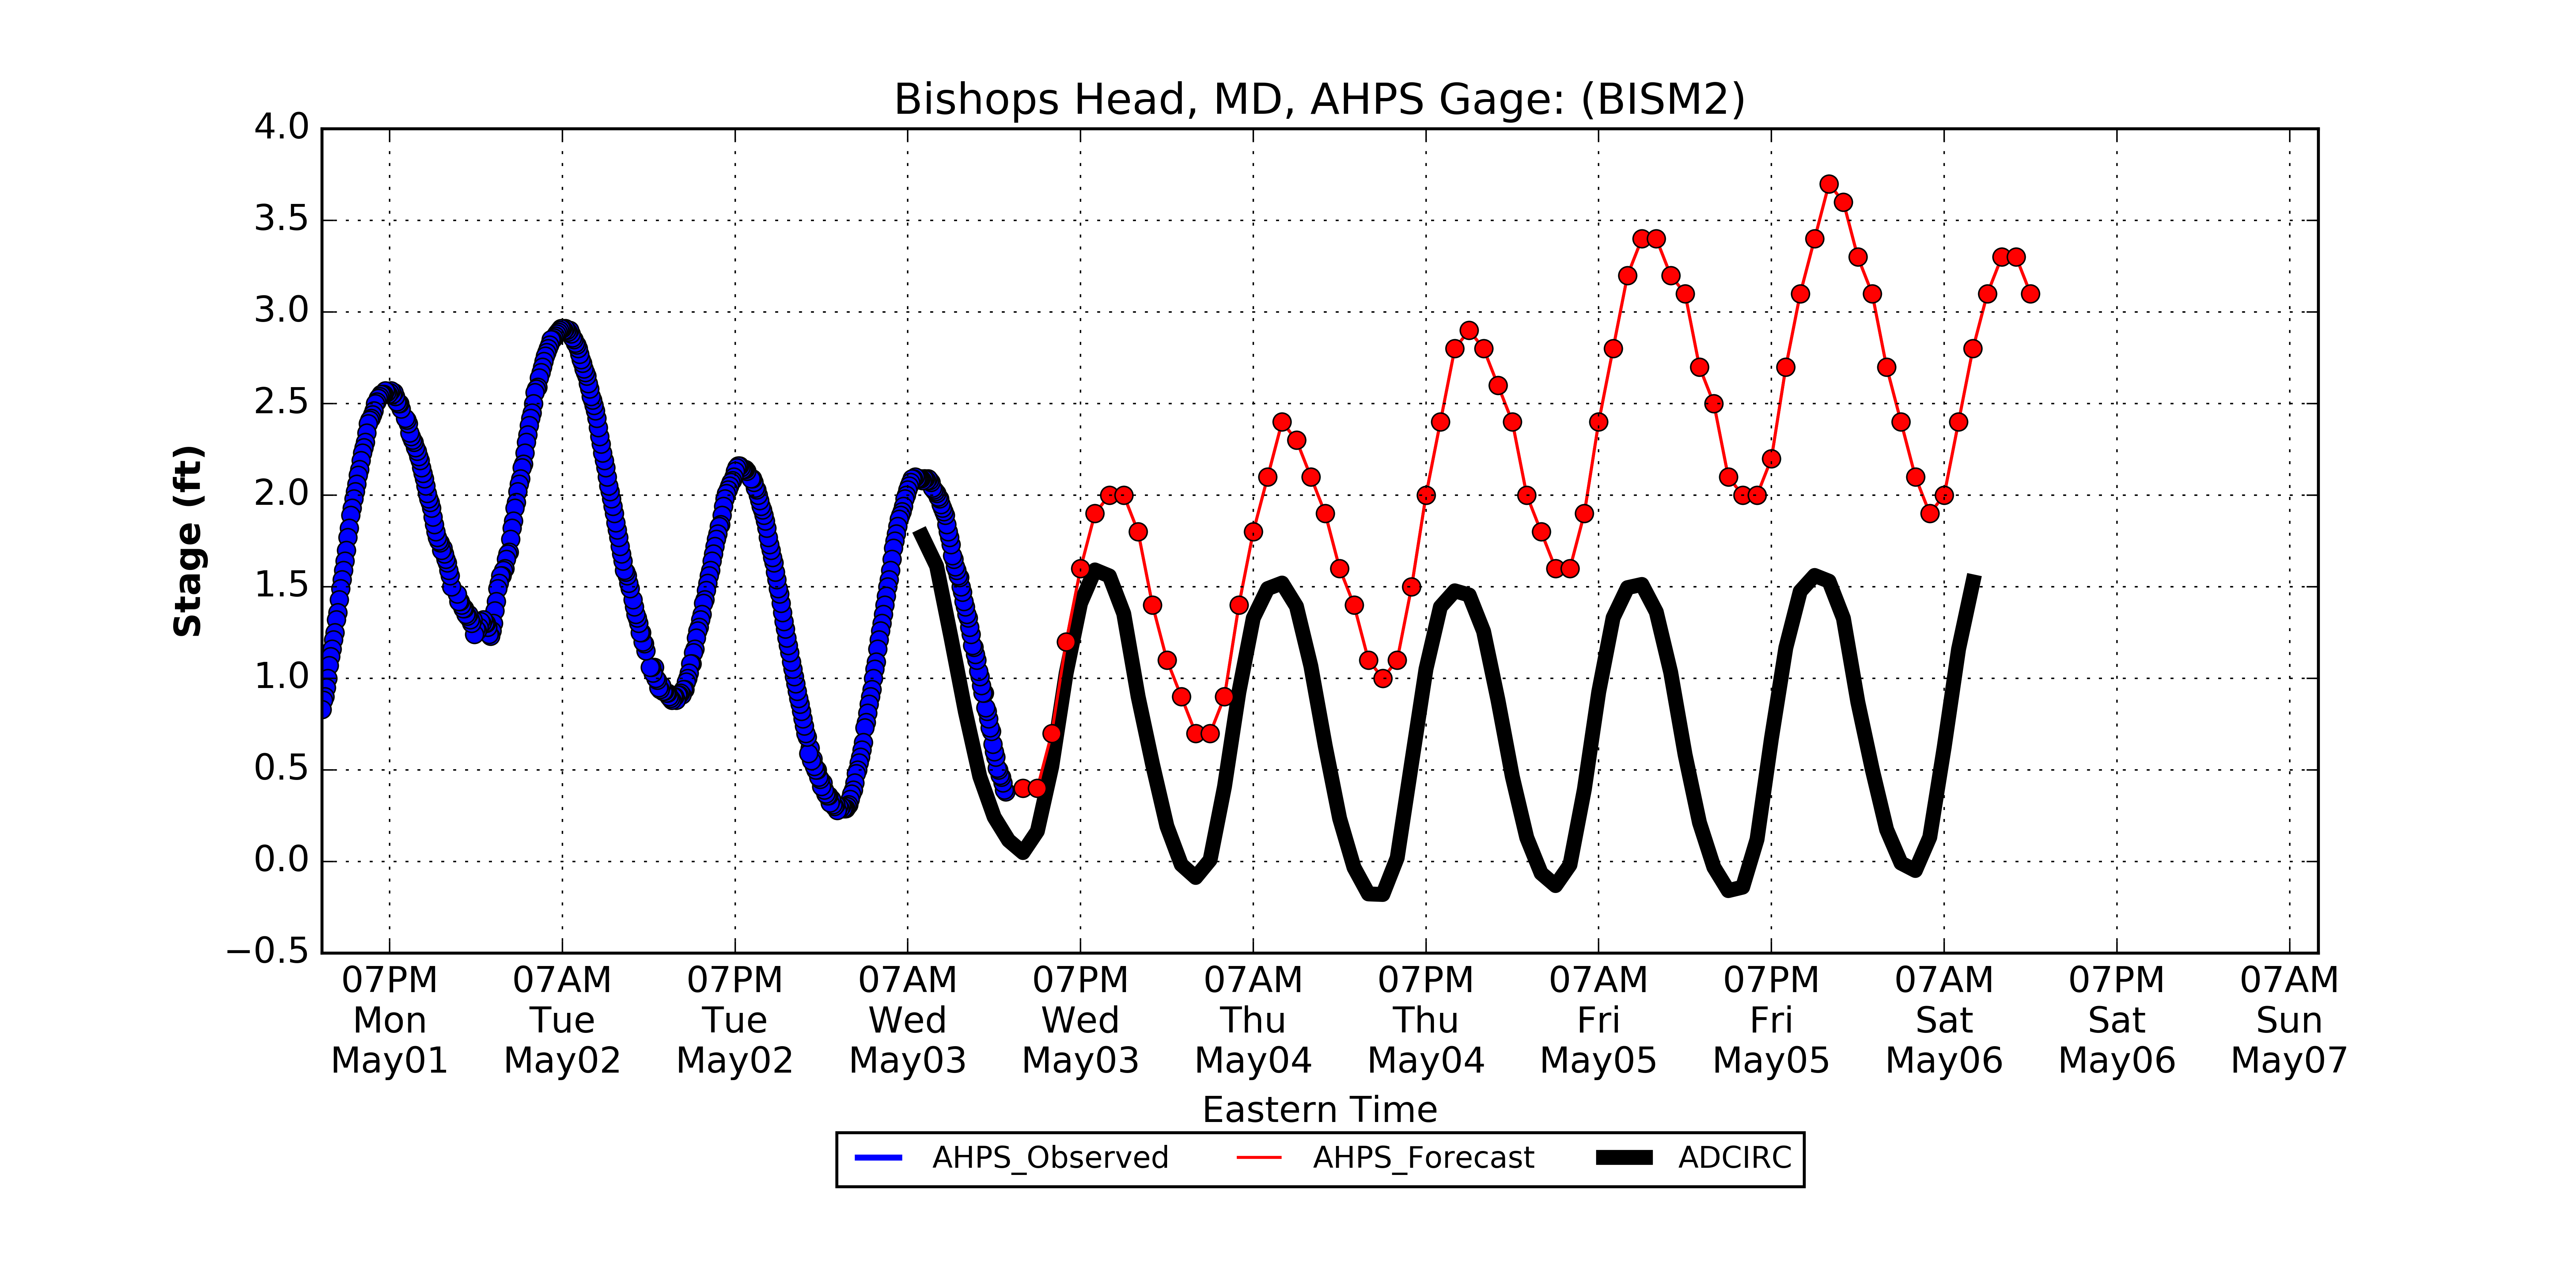 Bishops Head, MD, AHPS Gage: (BISM2)
Stage (ft)
4.0
3.5
3.0
2.5
2.0
1.5
1.0
0.5
0.0
−0.5
07PM 07AM 07PM 07AM 07PM 07AM 07PM 07AM 07PM 07AM 07PM 07AM
Mon Tue Tue Wed Wed Thu Thu Fri Fri Sat Sat Sun
May01 May02 May02 May03 May03 May04 May04 May05 May05 May06 May06 May07
Eastern Time
AHPS_Observed AHPS_Forecast ADCIRC